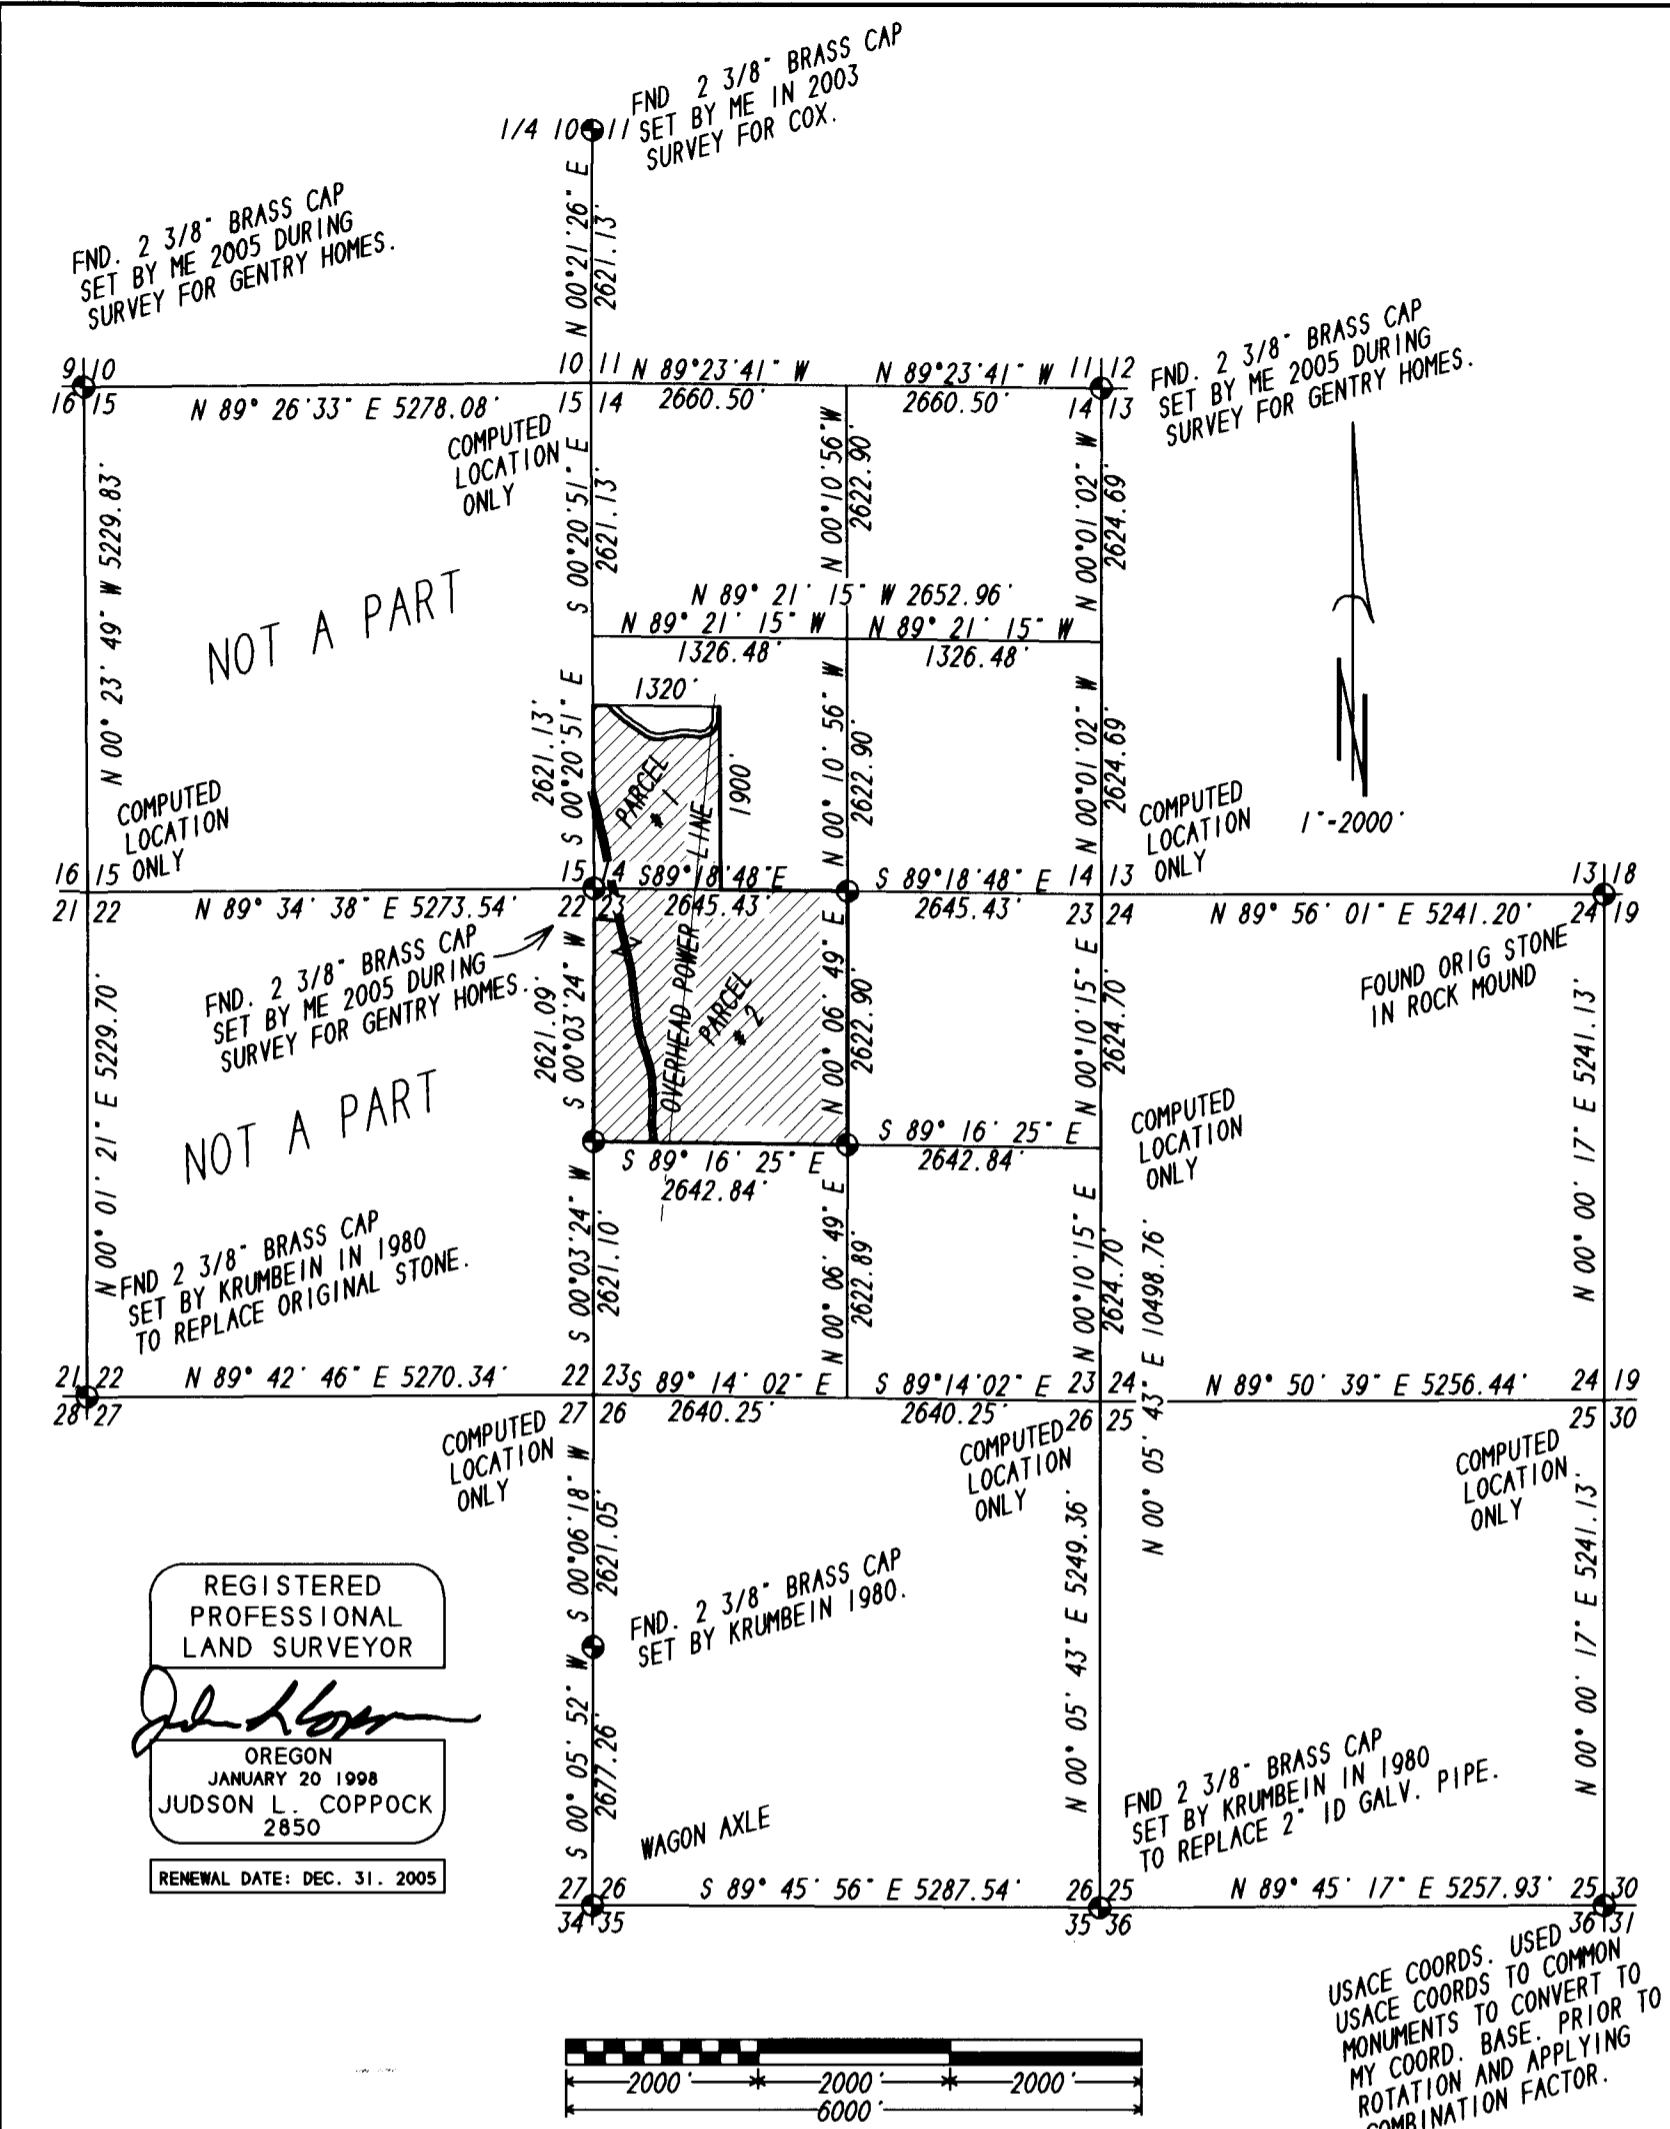 FND 2 3/8" BRASS CAP
SET BY ME IN 2003
SURVEY FOR COX.
1/4 10 11
N 00°21'26" E
2621.13'
FND. 2 3/8" BRASS CAP
SET BY ME 2005 DURING
SURVEY FOR GENTRY HOMES.
9 10
16 15
N 89° 26'33" E 5278.08'
10 11
15 14
N 89°23'41" W
2660.50'
N 89°23'41" W
2660.50'
11 12
14 13
FND. 2 3/8" BRASS CAP
SET BY ME 2005 DURING
SURVEY FOR GENTRY HOMES.
COMPUTED
LOCATION
ONLY
N 00° 23' 49" W 5229.83'
S 00°20'51" E
2621.13'
N 00°10'56" W
2622.90'
N 00°10'02" W
2624.69'
NOT A PART
N 89° 21' 15" W 2652.96'
N 89° 21' 15" W
1326.48'
N 89° 21' 15" W
1326.48'
1320'
2621.13'
S 00°20'51" E
PARCEL
# 1
1900'
N 00° 10' 56" W
2622.90'
N 00°10'02" W
2624.69'
COMPUTED
LOCATION
ONLY
COMPUTED
LOCATION
ONLY
1"-2000'
N
16 15
21 22
N 89° 34' 38" E 5273.54'
15 4
22 23
S89°18'48"E
2645.43'
S 89°18'48" E
2645.43'
14 13
23 24
N 89° 56' 01" E 5241.20'
13 18
24 19
FND. 2 3/8" BRASS CAP
SET BY ME 2005 DURING
SURVEY FOR GENTRY HOMES.
FOUND ORIG STONE
IN ROCK MOUND
N 00° 01' 21" E 5229.70'
2621.09'
S 00°03'24" W
OVERHEAD POWER LINE
PARCEL
# 2
N 00° 06' 49" E
2622.90'
N 00°10'15" E
2624.70'
N 00° 00' 17" E 5241.13'
NOT A PART
COMPUTED
LOCATION
ONLY
S 89° 16' 25" E
2642.84'
S 89° 16' 25" E
2642.84'
FND 2 3/8" BRASS CAP
SET BY KRUMBEIN IN 1980
TO REPLACE ORIGINAL STONE.
S 00°03'24" W
2621.10'
N 00° 06' 49" E
2622.89'
N 00°10'15" E
2624.70'
N 00° 05' 43" E 10498.76'
21 22
28 27
N 89° 42' 46" E 5270.34'
22 23
27 26
S 89° 14' 02" E
2640.25'
S 89°14'02" E
2640.25'
23 24
26 25
N 89° 50' 39" E 5256.44'
24 19
25 30
COMPUTED
LOCATION
ONLY
COMPUTED
LOCATION
ONLY
COMPUTED
LOCATION
ONLY
S 00°06'18" W
2621.05'
N 00° 05' 43" E 5249.36'
N 00° 00' 17" E 5241.13'
FND. 2 3/8" BRASS CAP
SET BY KRUMBEIN 1980.
REGISTERED
PROFESSIONAL
LAND SURVEYOR
OREGON
JANUARY 20 1998
JUDSON L. COPPOCK
2850
RENEWAL DATE: DEC. 31. 2005
S 00° 05' 52" W
2677.26'
WAGON AXLE
FND 2 3/8" BRASS CAP
SET BY KRUMBEIN IN 1980
TO REPLACE 2" ID GALV. PIPE.
27 26
34 35
S 89° 45' 56" E 5287.54'
26 25
35 36
N 89° 45' 17" E 5257.93'
25 30
36 31
USACE COORDS. USED
USACE COORDS TO COMMON
MONUMENTS TO CONVERT TO
MY COORD. BASE. PRIOR TO
ROTATION AND APPLYING
COMBINATION FACTOR.
2000' 2000' 2000'
6000'